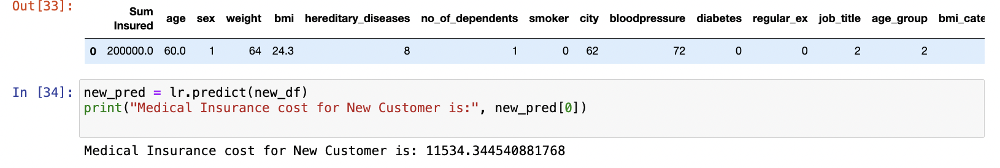 Out[33]:
Sum Insured age sex weight bmi hereditary_diseases no_of_dependents smoker city bloodpressure diabetes regular_ex job_title age_group bmi_cate
0 200000.0 60.0 1 64 24.3 8 1 0 62 72 0 0 2 2
In [34]: new_pred = lr.predict(new_df)
print("Medical Insurance cost for New Customer is:", new_pred[0])
Medical Insurance cost for New Customer is: 11534.344540881768